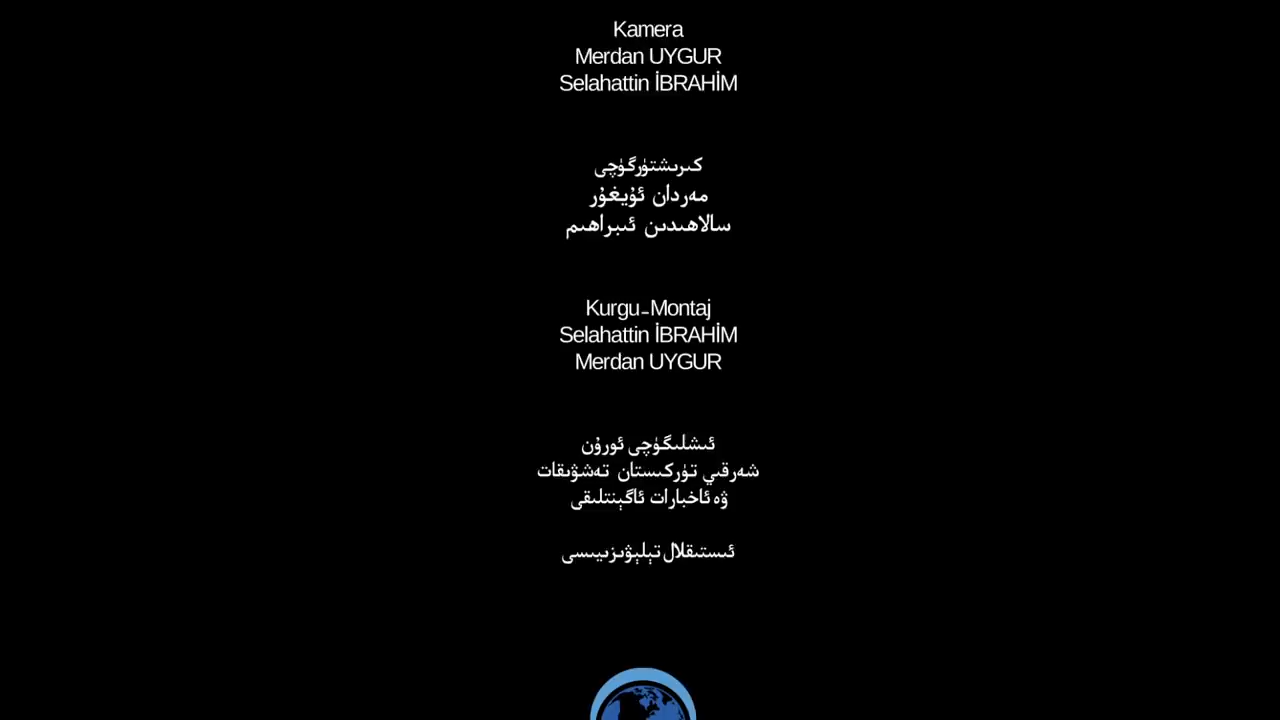 Kamera
Merdan UYGUR
Selahattin İBRAHİM
كىرىشتۈرگۈچى
مەردان ئۇيغۇر
سالاھىدىن ئىبراھىم
Kurgu-Montaj
Selahattin İBRAHİM
Merdan UYGUR
ئىشلىگۈچى ئورۇن
شەرقىي تۈركىستان تەشۋىقات
ۋە ئاخبارات ئاگېنتلىقى
ئىستىقلال تېلېۋىزىيىسى